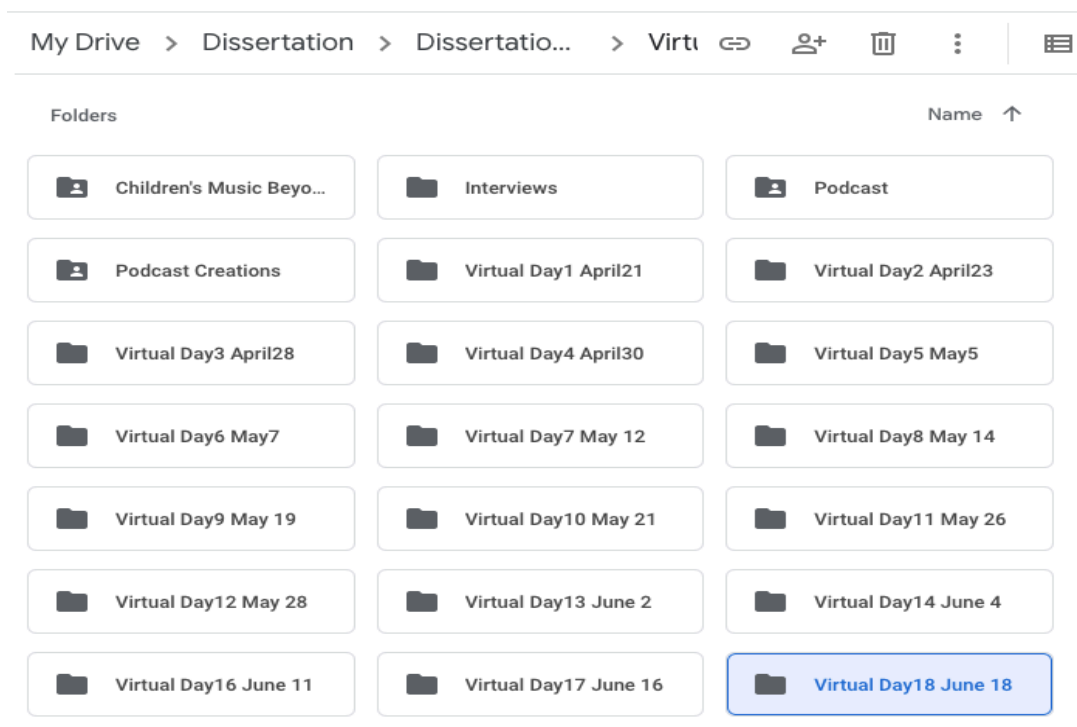 My Drive > Dissertation > Dissertatio... > Virtu
Folders Name
Children's Music Beyo... Interviews Podcast
Podcast Creations Virtual Day1 April21 Virtual Day2 April23
Virtual Day3 April28 Virtual Day4 April30 Virtual Day5 May5
Virtual Day6 May7 Virtual Day7 May 12 Virtual Day8 May 14
Virtual Day9 May 19 Virtual Day10 May 21 Virtual Day11 May 26
Virtual Day12 May 28 Virtual Day13 June 2 Virtual Day14 June 4
Virtual Day16 June 11 Virtual Day17 June 16 Virtual Day18 June 18